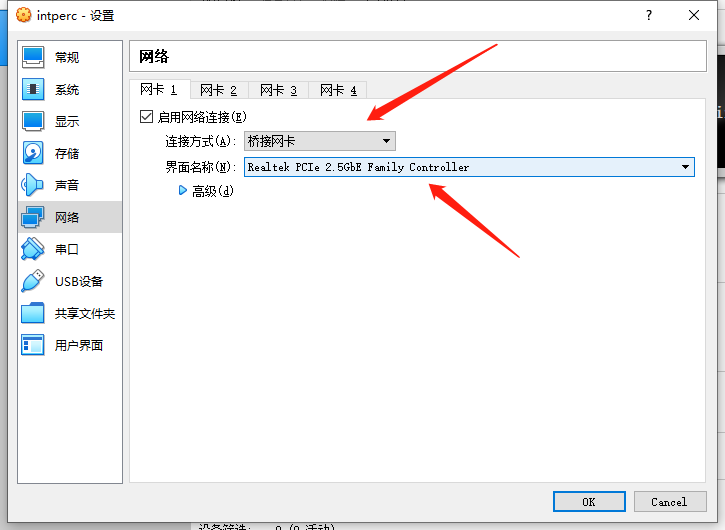 intperc - 设置
?
常规
系统
显示
存储
声音
网络
串口
USB设备
共享文件夹
用户界面
网络
网卡 1
网卡 2
网卡 3
网卡 4
启用网络连接(E)
连接方式(A): 桥接网卡
界面名称(N): Realtek PCIe 2.5GbE Family Controller
高级(d)
OK
Cancel